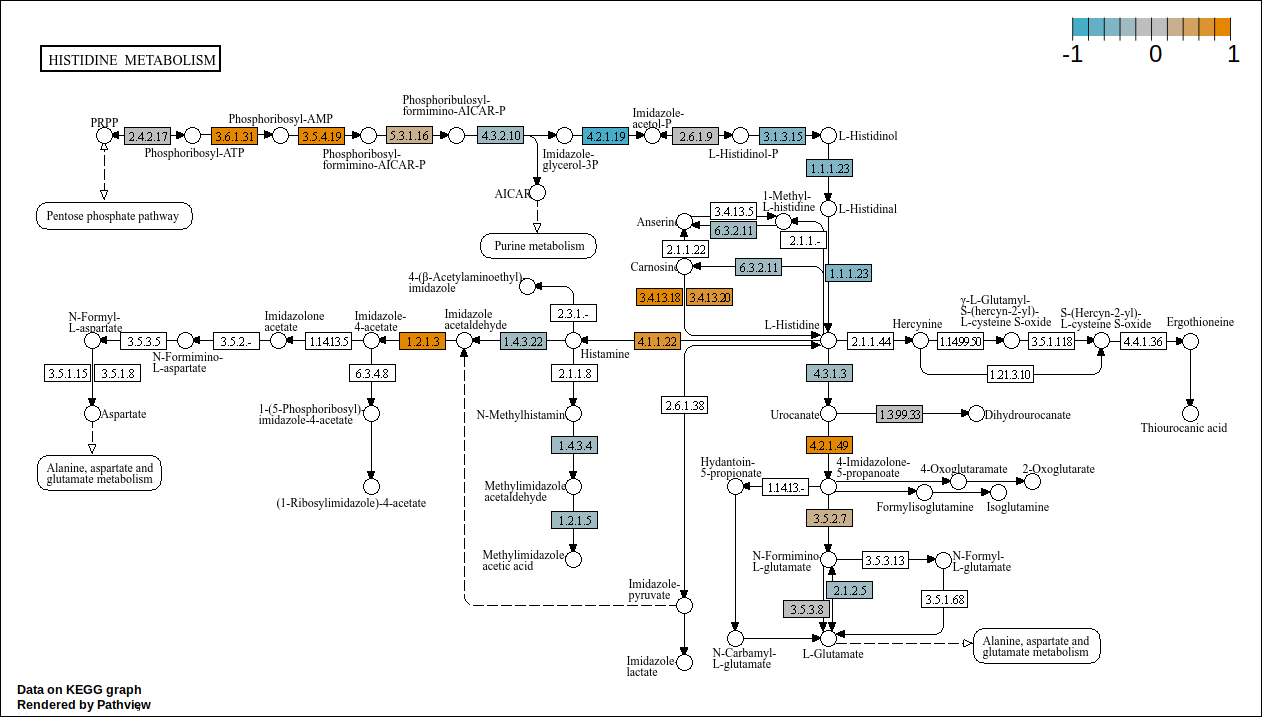 -1 0 1
HISTIDINE METABOLISM
Phosphoribulosyl-
formimino-AICAR-P
PRPP
Phosphoribosyl-AMP
Imidazole-
acetol-P
2.4.2.17
3.6.1.31
3.5.4.19
5.3.1.16
4.3.2.10
4.2.1.19
2.6.1.9
3.1.3.15
L-Histidinol
Phosphoribosyl-ATP
Phosphoribosyl-
formimino-AICAR-P
Imidazole-
glycerol-3P
L-Histidinol-P
1.1.1.23
AICAR
1-Methyl-
L-histidine
L-Histidinal
Pentose phosphate pathway
3.4.13.5
Anserine
6.3.2.11
2.1.1.-
Purine metabolism
2.1.1.22
Carnosine
6.3.2.11
1.1.1.23
4-(β-Acetylaminoethyl)-
imidazole
3.4.13.18
3.4.13.20
2.3.1.-
γ-L-Glutamyl-
S-(hercyn-2-yl)-
L-cysteine S-oxide
S-(Hercyn-2-yl)-
L-cysteine S-oxide
N-Formyl-
L-aspartate
Imidazolone
acetate
Imidazole-
4-acetate
Imidazole
acetaldehyde
L-Histidine
Hercynine
Ergothioneine
3.5.3.5
3.5.2.-
1.14.13.5
1.2.1.3
1.4.3.22
4.1.1.22
2.1.1.44
1.14.99.50
3.5.1.118
4.4.1.36
Histamine
N-Formimino-
L-aspartate
3.5.1.15
3.5.1.8
6.3.4.8
2.1.1.8
4.3.1.3
1.21.3.10
2.6.1.38
Aspartate
1-(5-Phosphoribosyl)-
imidazole-4-acetate
N-Methylhistamine
Urocanate
1.3.99.33
Dihydrourocanate
Thiourocanic acid
1.4.3.4
4.2.1.49
Alanine, aspartate and
glutamate metabolism
Hydantoin-
5-propionate
4-Imidazolone-
5-propanoate
4-Oxoglutaramate
2-Oxoglutarate
Methylimidazole
acetaldehyde
1.14.13.-
(1-Ribosylimidazole)-4-acetate
Formylisoglutamine
Isoglutamine
1.2.1.5
3.5.2.7
Methylimidazole
acetic acid
N-Formimino-
L-glutamate
3.5.3.13
N-Formyl-
L-glutamate
Imidazole-
pyruvate
2.1.2.5
3.5.3.8
3.5.1.68
N-Carbamyl-
L-glutamate
L-Glutamate
Alanine, aspartate and
glutamate metabolism
Imidazole
lactate
Data on KEGG graph
Rendered by Pathview